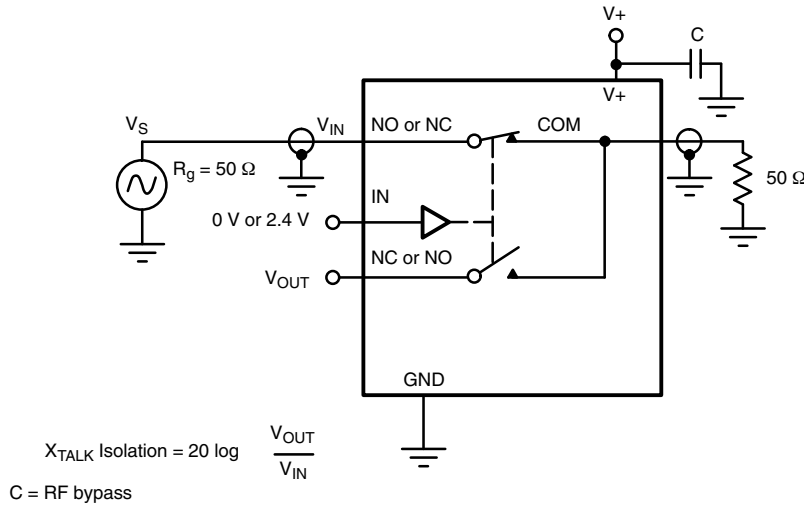 V+
C
V+
VS
VIN
NO or NC
COM
Rg = 50 Ω
50 Ω
IN
0 V or 2.4 V
NC or NO
VOUT
GND
XTALK Isolation = 20 log VOUT
VIN
C = RF bypass